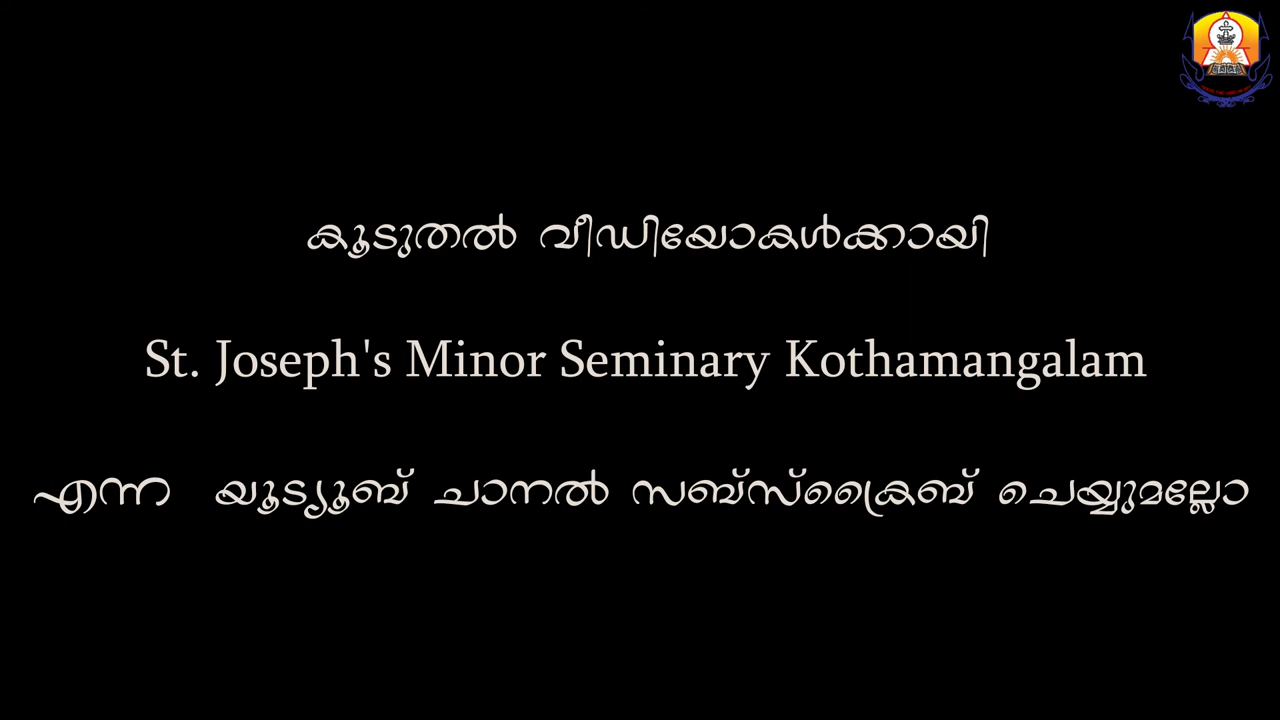 കൂടുതൽ വീഡിയോകൾക്കായി
St. Joseph's Minor Seminary Kothamangalam
എന്ന യൂട്യൂബ് ചാനൽ സബ്സ്ക്രൈബ് ചെയ്യുമല്ലോ